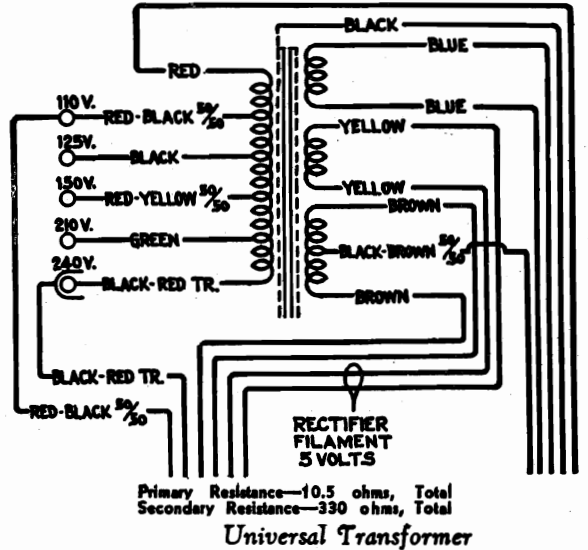 BLACK
BLUE
RED
110 V.
RED-BLACK 50/50
BLUE
125V.
BLACK
YELLOW
150V.
RED-YELLOW 50/50
YELLOW
BROWN
210V.
GREEN
BLACK-BROWN 50/50
240V.
BLACK-RED TR.
BROWN
BLACK-RED TR.
RED-BLACK 50/50
RECTIFIER
FILAMENT
5 VOLTS
Primary Resistance—10.5 ohms, Total
Secondary Resistance—330 ohms, Total
Universal Transformer